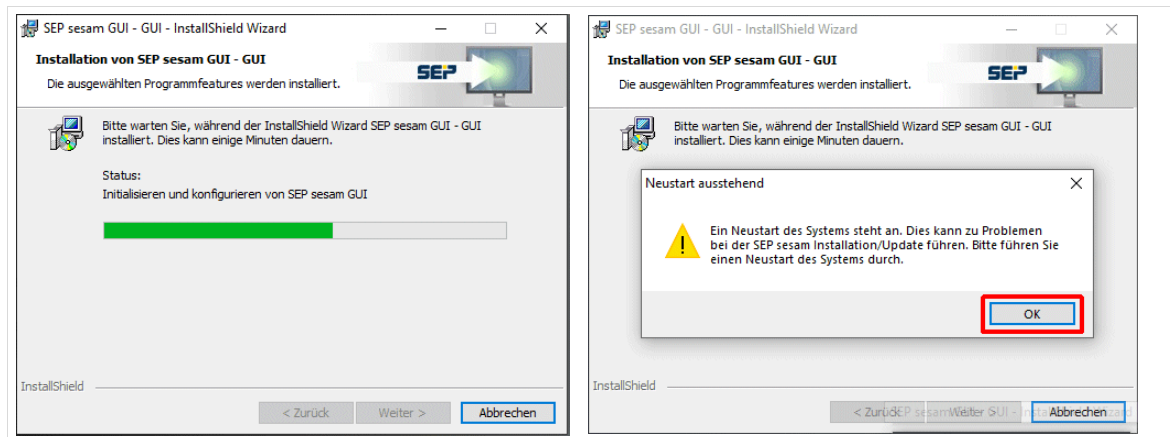 SEP sesam GUI - GUI - InstallShield Wizard
Installation von SEP sesam GUI - GUI
Die ausgewählten Programmfeatures werden installiert.
SEP
Bitte warten Sie, während der InstallShield Wizard SEP sesam GUI - GUI
installiert. Dies kann einige Minuten dauern.
Status:
Initialisieren und konfigurieren von SEP sesam GUI
InstallShield
< Zurück
Weiter >
Abbrechen
SEP sesam GUI - GUI - InstallShield Wizard
Installation von SEP sesam GUI - GUI
Die ausgewählten Programmfeatures werden installiert.
SEP
Bitte warten Sie, während der InstallShield Wizard SEP sesam GUI - GUI
installiert. Dies kann einige Minuten dauern.
Neustart ausstehend
Ein Neustart des Systems steht an. Dies kann zu Problemen
bei der SEP sesam Installation/Update führen. Bitte führen Sie
einen Neustart des Systems durch.
OK
InstallShield
< Zurück
Weiter >
Abbrechen